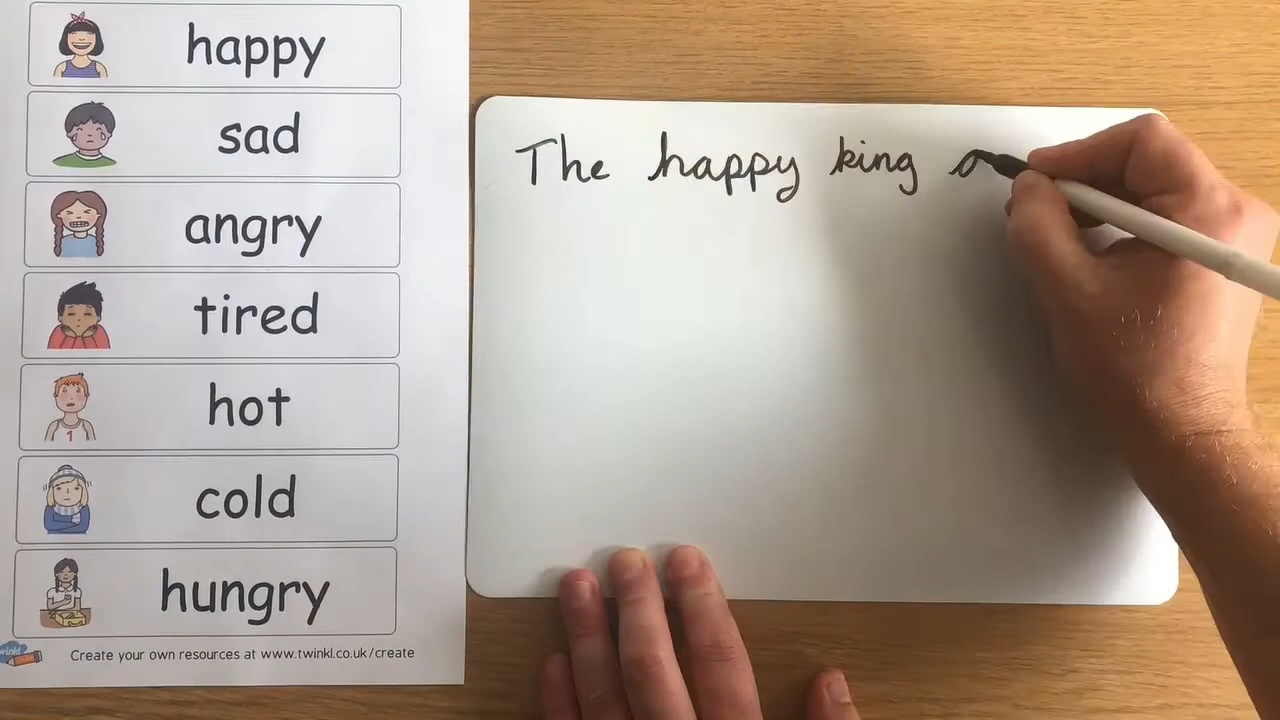 happy
sad
angry
tired
hot
cold
hungry
Create your own resources at www.twinkl.co.uk/create
The happy king a